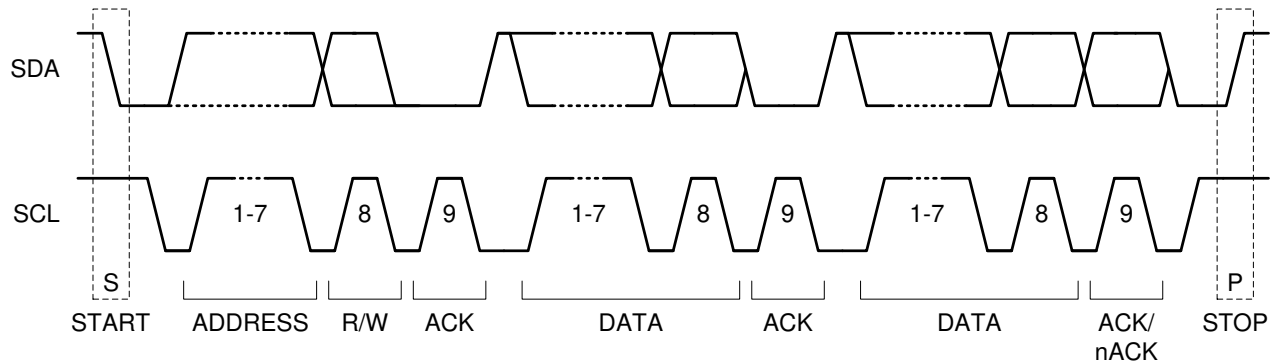 SDA
SCL
1-7
8
9
1-7
8
9
1-7
8
9
S
P
START
ADDRESS
R/W
ACK
DATA
ACK
DATA
ACK/
nACK
STOP